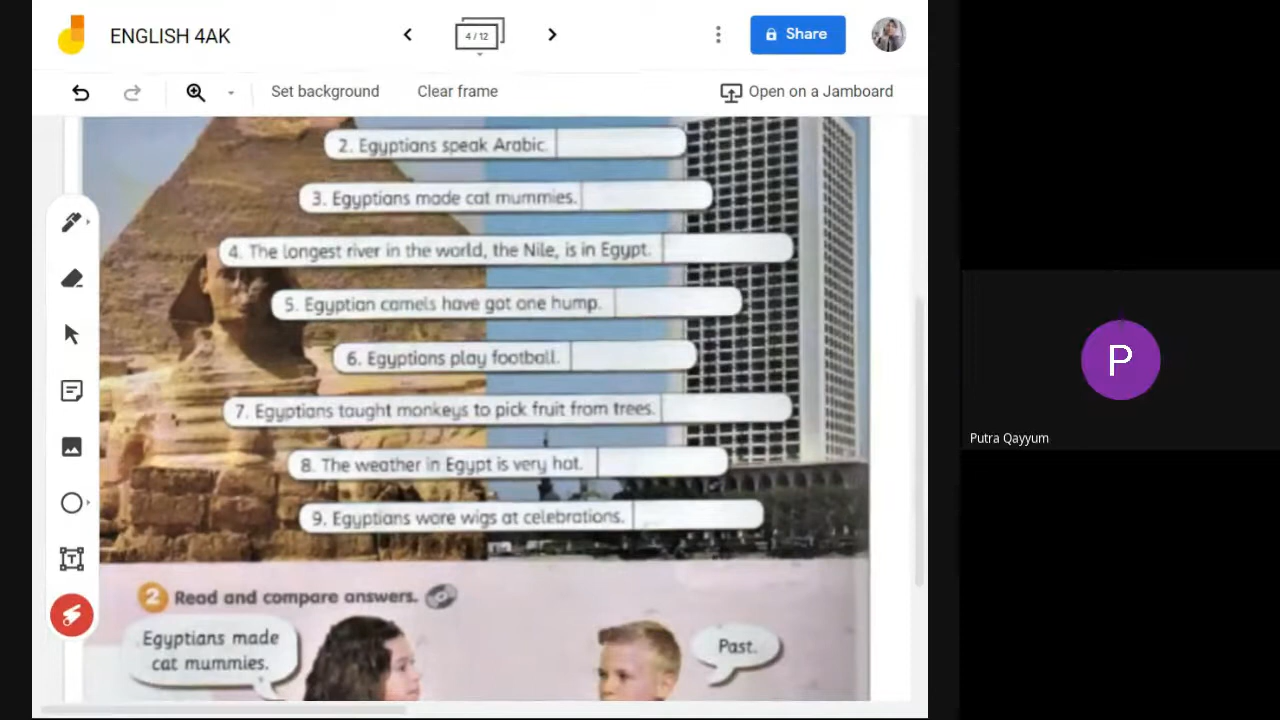 ENGLISH 4AK
4 / 12
Share
Set background
Clear frame
Open on a Jamboard
2. Egyptians speak Arabic.
3. Egyptians made cat mummies.
4. The longest river in the world, the Nile, is in Egypt.
5. Egyptian camels have got one hump.
6. Egyptians play football.
7. Egyptians taught monkeys to pick fruit from trees.
8. The weather in Egypt is very hot.
9. Egyptians wore wigs at celebrations.
2 Read and compare answers.
Egyptians made
cat mummies.
Past.
T
P
Putra Qayyum